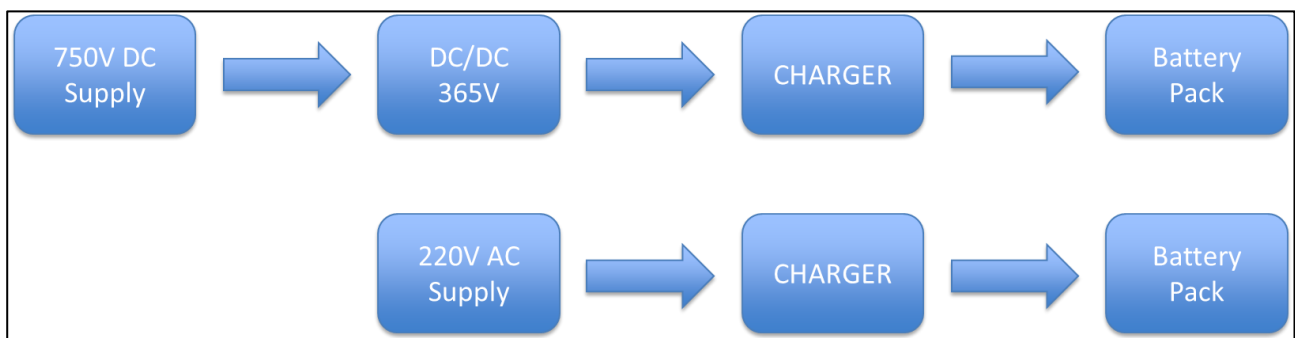 750V DC
Supply
DC/DC
365V
CHARGER
Battery
Pack
220V AC
Supply
CHARGER
Battery
Pack